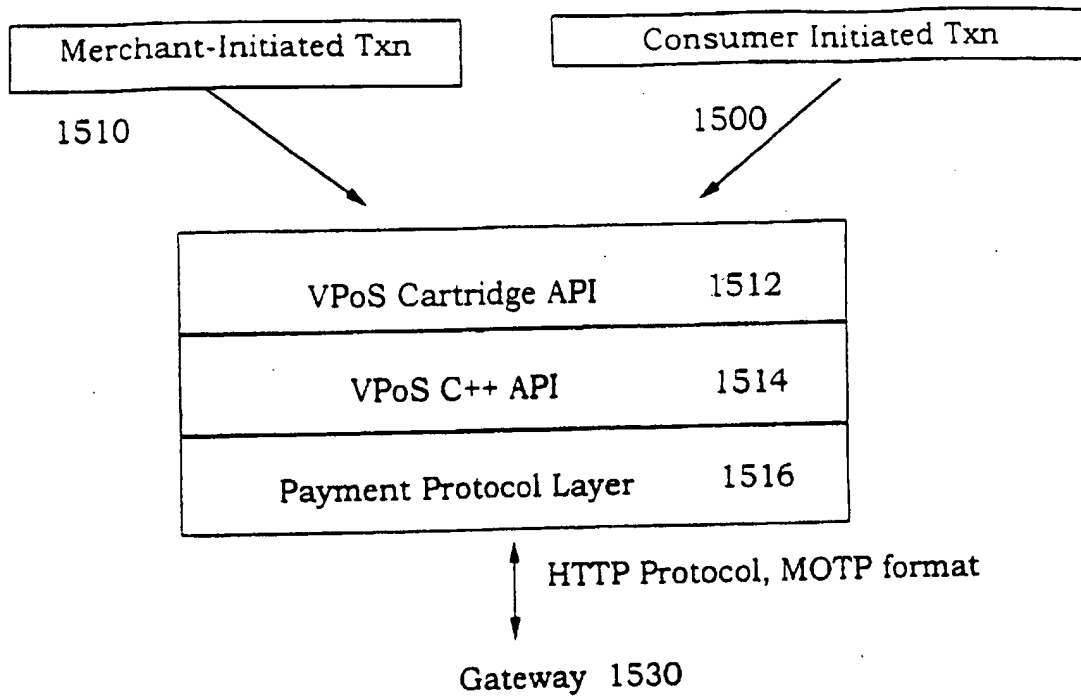 Merchant-Initiated Txn
Consumer Initiated Txn
1510
1500
VPoS Cartridge API 1512
VPoS C++ API 1514
Payment Protocol Layer 1516
HTTP Protocol, MOTP format
Gateway 1530